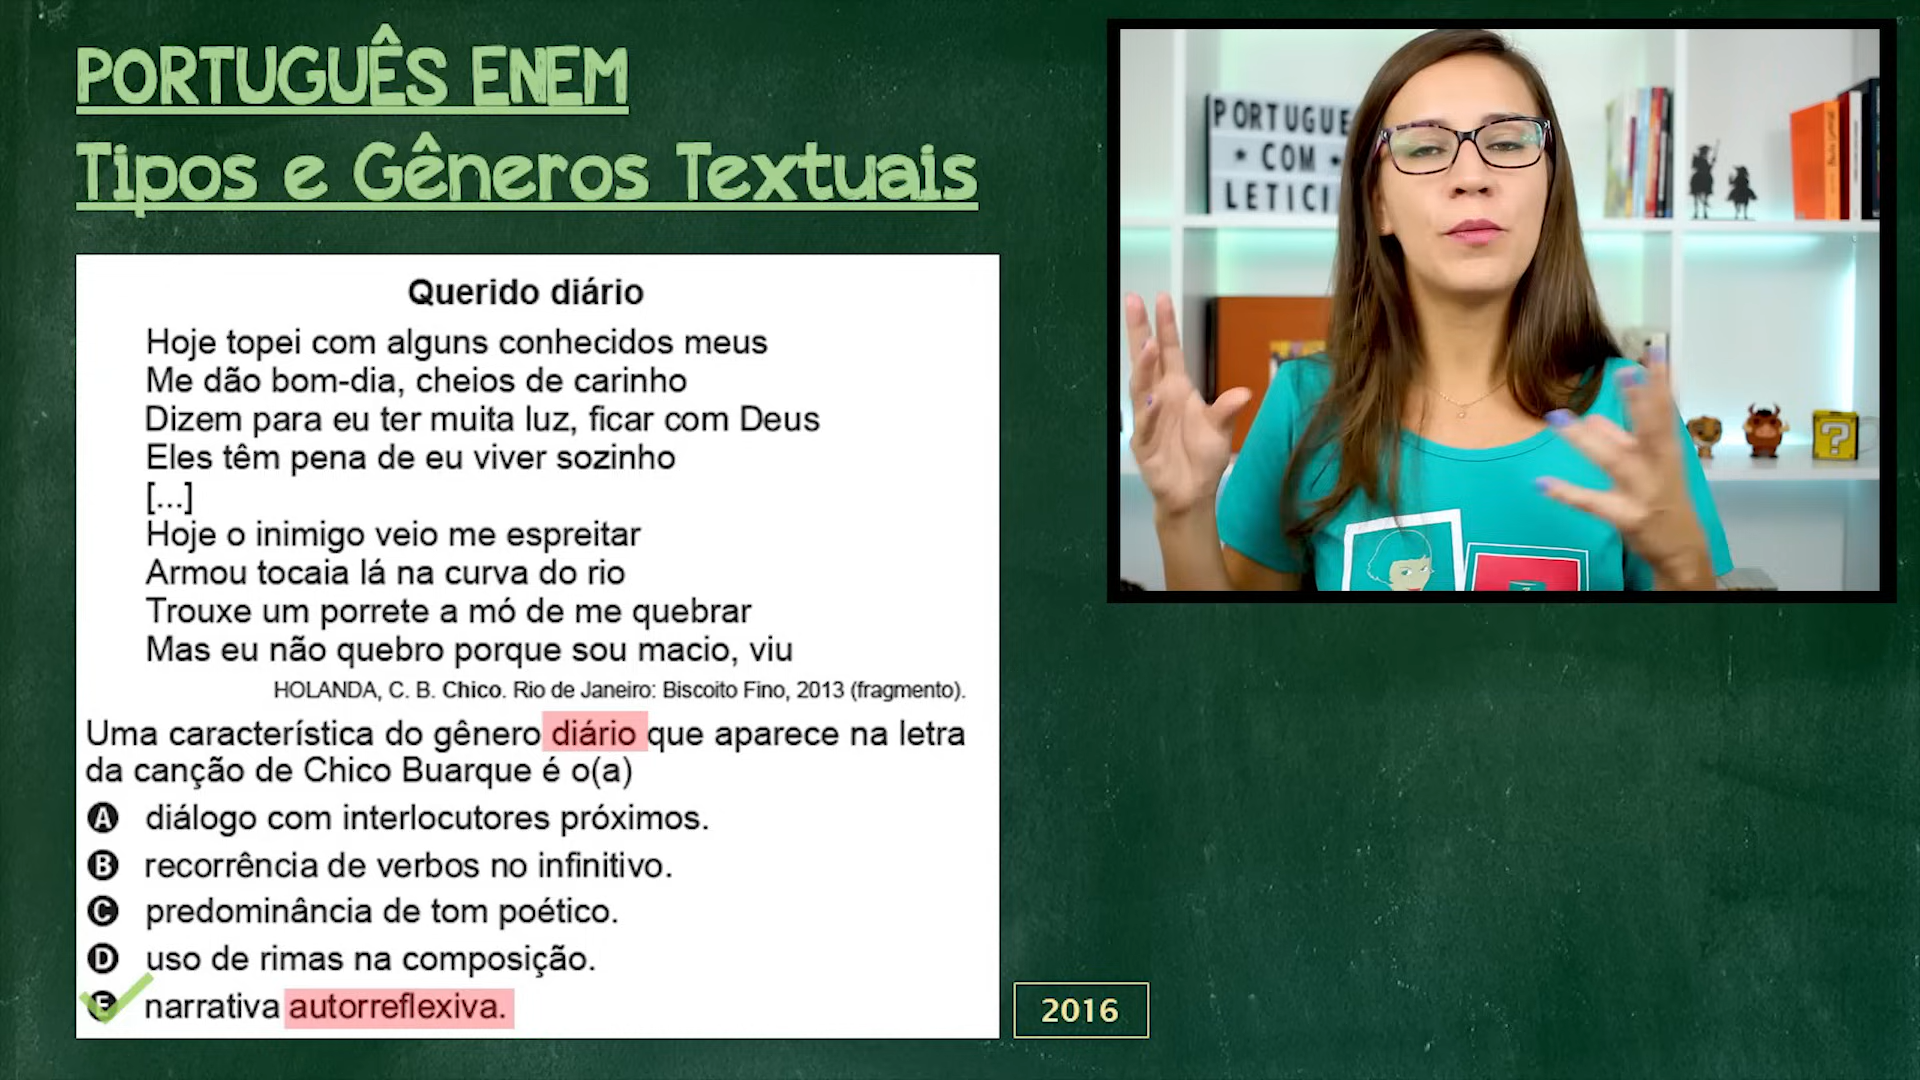 PORTUGUÊS ENEM
Tipos e Gêneros Textuais
PORTUGUE
* COM *
LETICI
Querido diário
Hoje topei com alguns conhecidos meus
Me dão bom-dia, cheios de carinho
Dizem para eu ter muita luz, ficar com Deus
Eles têm pena de eu viver sozinho
[...]
Hoje o inimigo veio me espreitar
Armou tocaia lá na curva do rio
Trouxe um porrete a mó de me quebrar
Mas eu não quebro porque sou macio, viu
HOLANDA, C. B. Chico. Rio de Janeiro: Biscoito Fino, 2013 (fragmento).
Uma característica do gênero diário que aparece na letra
da canção de Chico Buarque é o(a)
A diálogo com interlocutores próximos.
B recorrência de verbos no infinitivo.
C predominância de tom poético.
D uso de rimas na composição.
E narrativa autorreflexiva.
2016
?